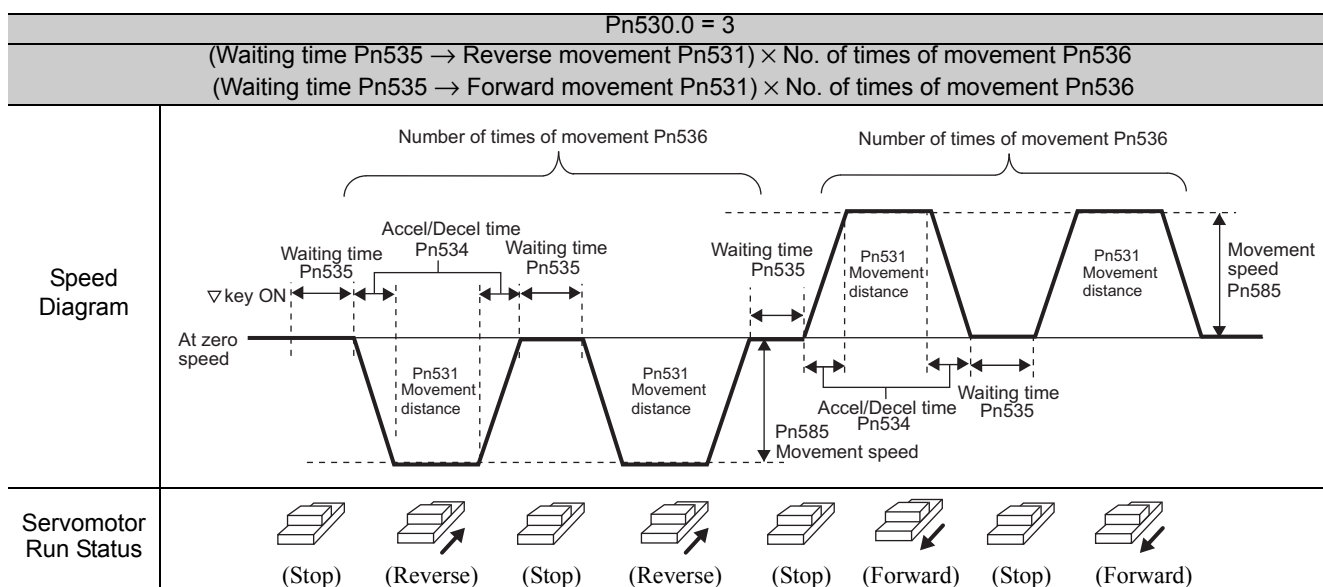 Pn530.0 = 3
(Waiting time Pn535 → Reverse movement Pn531) × No. of times of movement Pn536
(Waiting time Pn535 → Forward movement Pn531) × No. of times of movement Pn536
Speed
Diagram
Number of times of movement Pn536
Number of times of movement Pn536
Accel/Decel time
Pn534
Waiting time
Pn535
Waiting time
Pn535
Waiting time
Pn535
Pn531
Movement
distance
Pn531
Movement
distance
Movement
speed
Pn585
▽key ON
At zero
speed
Pn531
Movement
distance
Pn531
Movement
distance
Accel/Decel time
Pn534
Waiting time
Pn535
Pn585
Movement speed
Servomotor
Run Status
(Stop) (Reverse) (Stop) (Reverse) (Stop) (Forward) (Stop) (Forward)